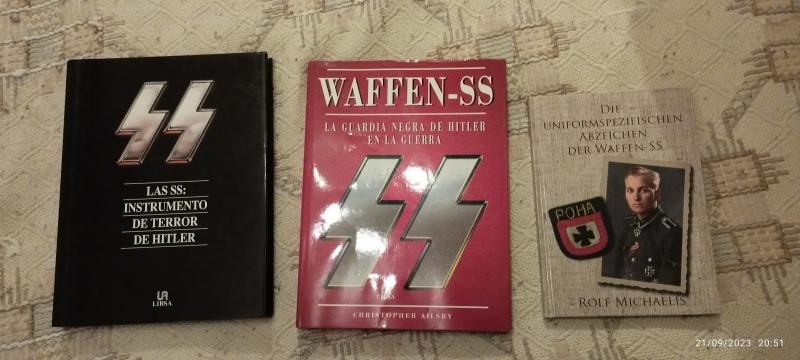 LAS SS:
INSTRUMENTO
DE TERROR
DE HITLER
LIBSA
WAFFEN-SS
LA GUARDIA NEGRA DE HITLER
EN LA GUERRA
CHRISTOPHER AILSBY
DIE
UNIFORMSPEZIFISCHEN
ABZEICHEN
DER WAFFEN-SS
POHA
ROLF MICHAELIS
21/09/2023 20:51